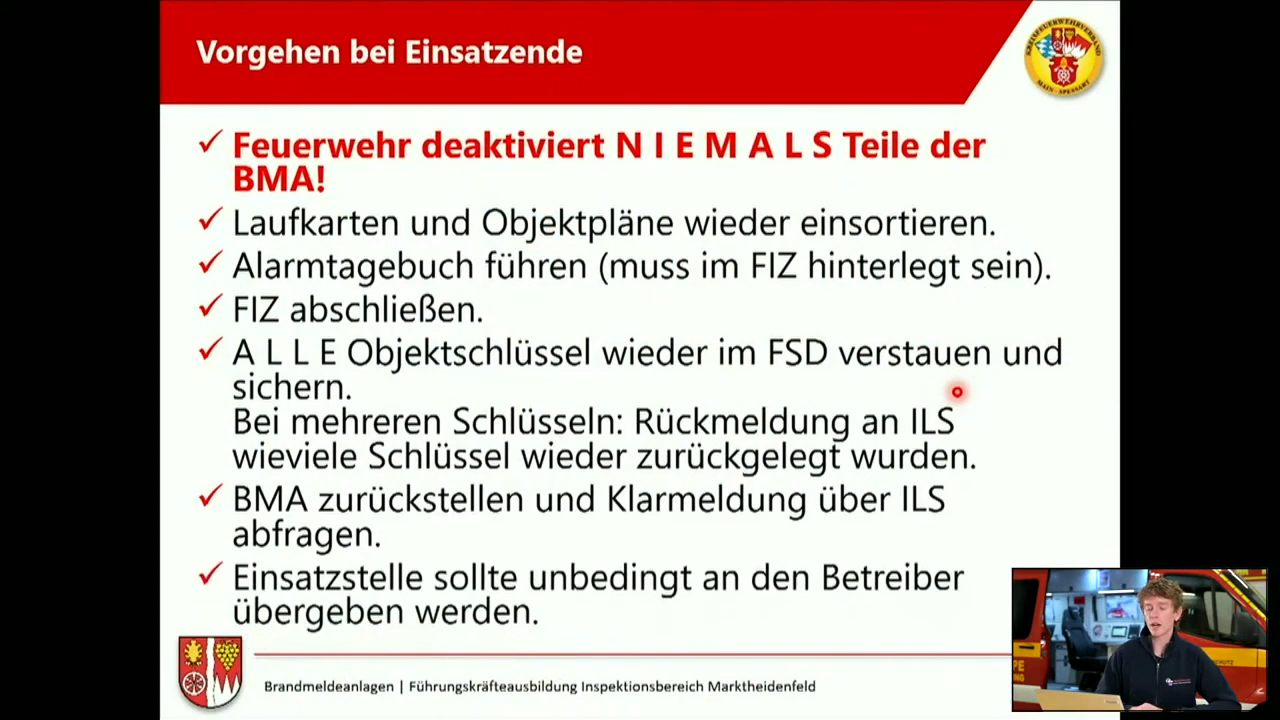 Vorgehen bei Einsatzende
KREISFEUERWEHRVERBAND
MAIN-SPESSART
Feuerwehr deaktiviert N I E M A L S Teile der
BMA!
Laufkarten und Objektpläne wieder einsortieren.
Alarmtagebuch führen (muss im FIZ hinterlegt sein).
FIZ abschließen.
A L L E Objektschlüssel wieder im FSD verstauen und
sichern.
Bei mehreren Schlüsseln: Rückmeldung an ILS
wieviele Schlüssel wieder zurückgelegt wurden.
BMA zurückstellen und Klarmeldung über ILS
abfragen.
Einsatzstelle sollte unbedingt an den Betreiber
übergeben werden.
Brandmeldeanlagen | Führungskräfteausbildung Inspektionsbereich Marktheidenfeld